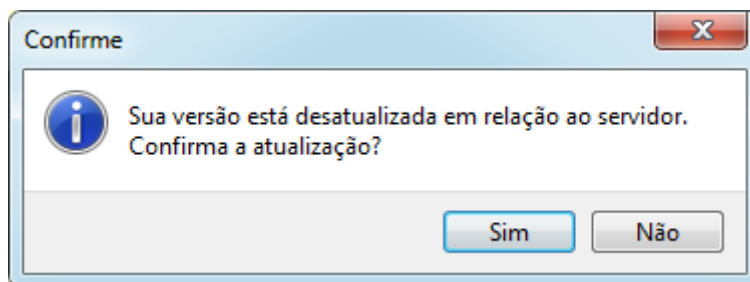 Confirme
Sua versão está desatualizada em relação ao servidor.
Confirma a atualização?
Sim
Não